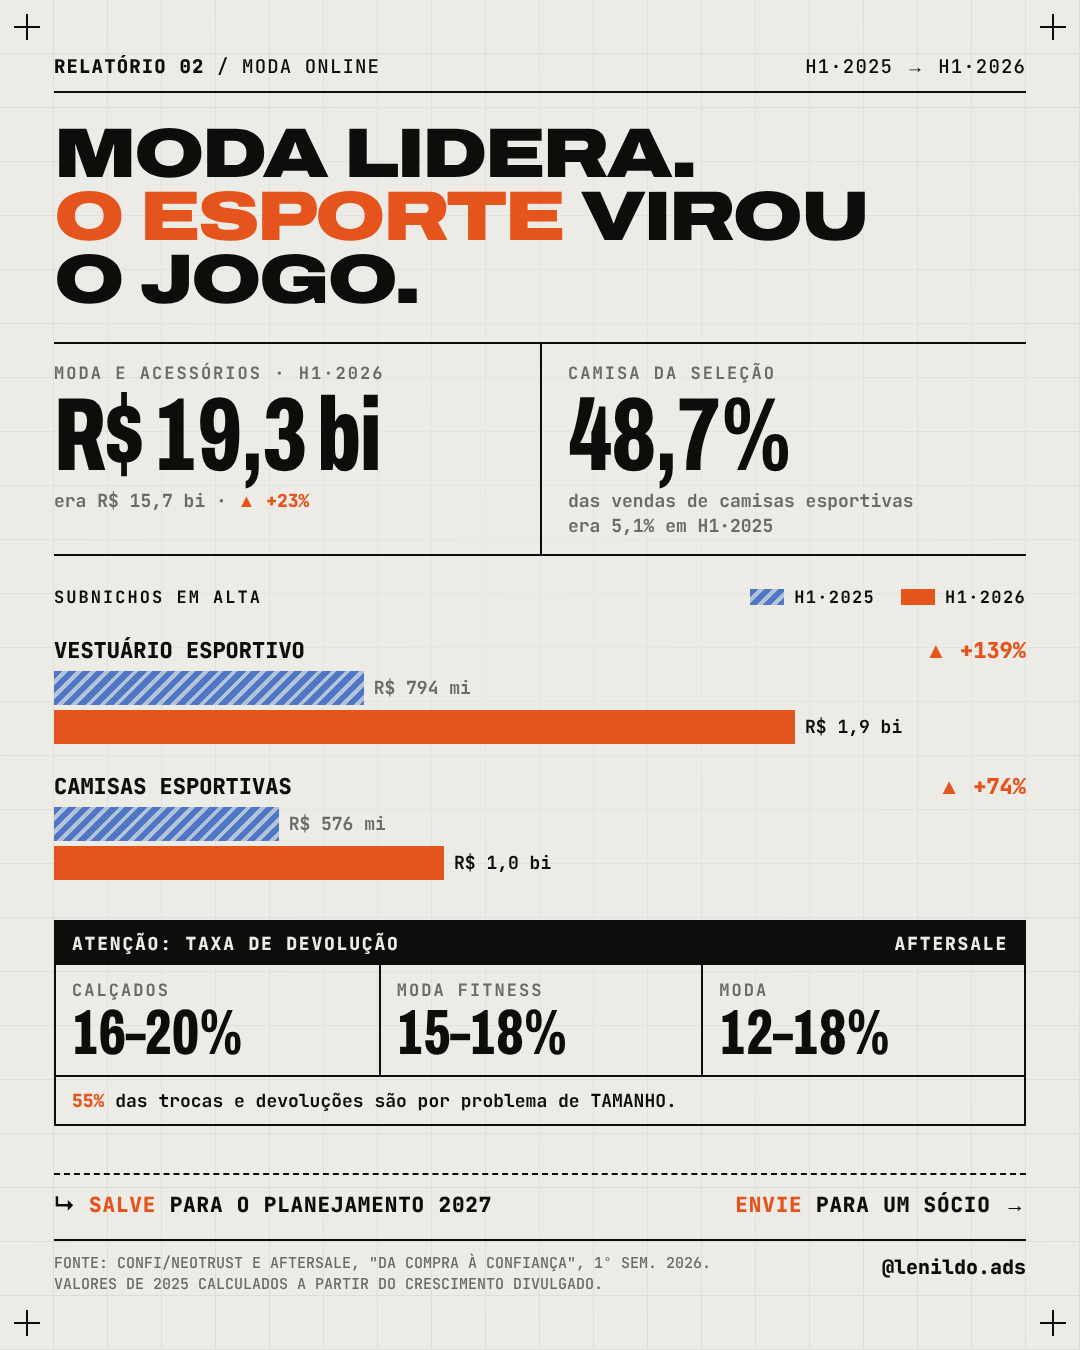 RELATÓRIO 02 / MODA ONLINE
H1·2025 → H1·2026
MODA LIDERA.
O ESPORTE VIROU
O JOGO.
MODA E ACESSÓRIOS · H1·2026
R$ 19,3 bi
era R$ 15,7 bi · ▲ +23%
CAMISA DA SELEÇÃO
48,7%
das vendas de camisas esportivas
era 5,1% em H1·2025
SUBNICHOS EM ALTA
H1·2025
H1·2026
VESTUÁRIO ESPORTIVO
▲ +139%
R$ 794 mi
R$ 1,9 bi
CAMISAS ESPORTIVAS
▲ +74%
R$ 576 mi
R$ 1,0 bi
ATENÇÃO: TAXA DE DEVOLUÇÃO
AFTERSALE
CALÇADOS
16–20%
MODA FITNESS
15–18%
MODA
12–18%
55% das trocas e devoluções são por problema de TAMANHO.
↳ SALVE PARA O PLANEJAMENTO 2027
ENVIE PARA UM SÓCIO →
FONTE: CONFI/NEOTRUST E AFTERSALE, "DA COMPRA À CONFIANÇA", 1º SEM. 2026.
VALORES DE 2025 CALCULADOS A PARTIR DO CRESCIMENTO DIVULGADO.
@lenildo.ads